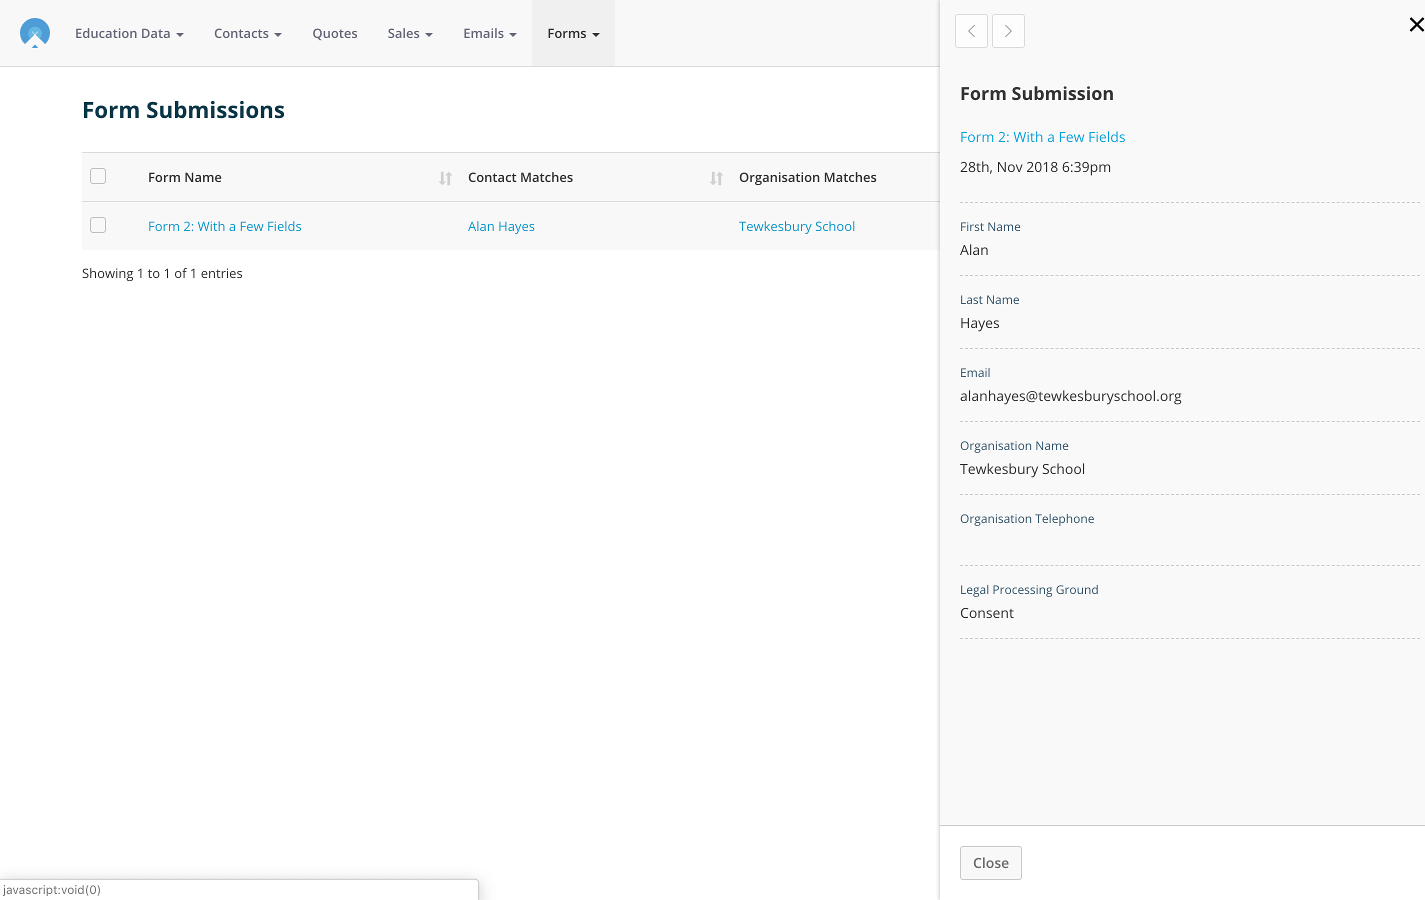 Education Data
Contacts
Quotes
Sales
Emails
Forms
Form Submissions
Form Name
Contact Matches
Organisation Matches
Form 2: With a Few Fields
Alan Hayes
Tewkesbury School
Showing 1 to 1 of 1 entries
Form Submission
Form 2: With a Few Fields
28th, Nov 2018 6:39pm
First Name
Alan
Last Name
Hayes
Email
alanhayes@tewkesburyschool.org
Organisation Name
Tewkesbury School
Organisation Telephone
Legal Processing Ground
Consent
Close
javascript:void(0)